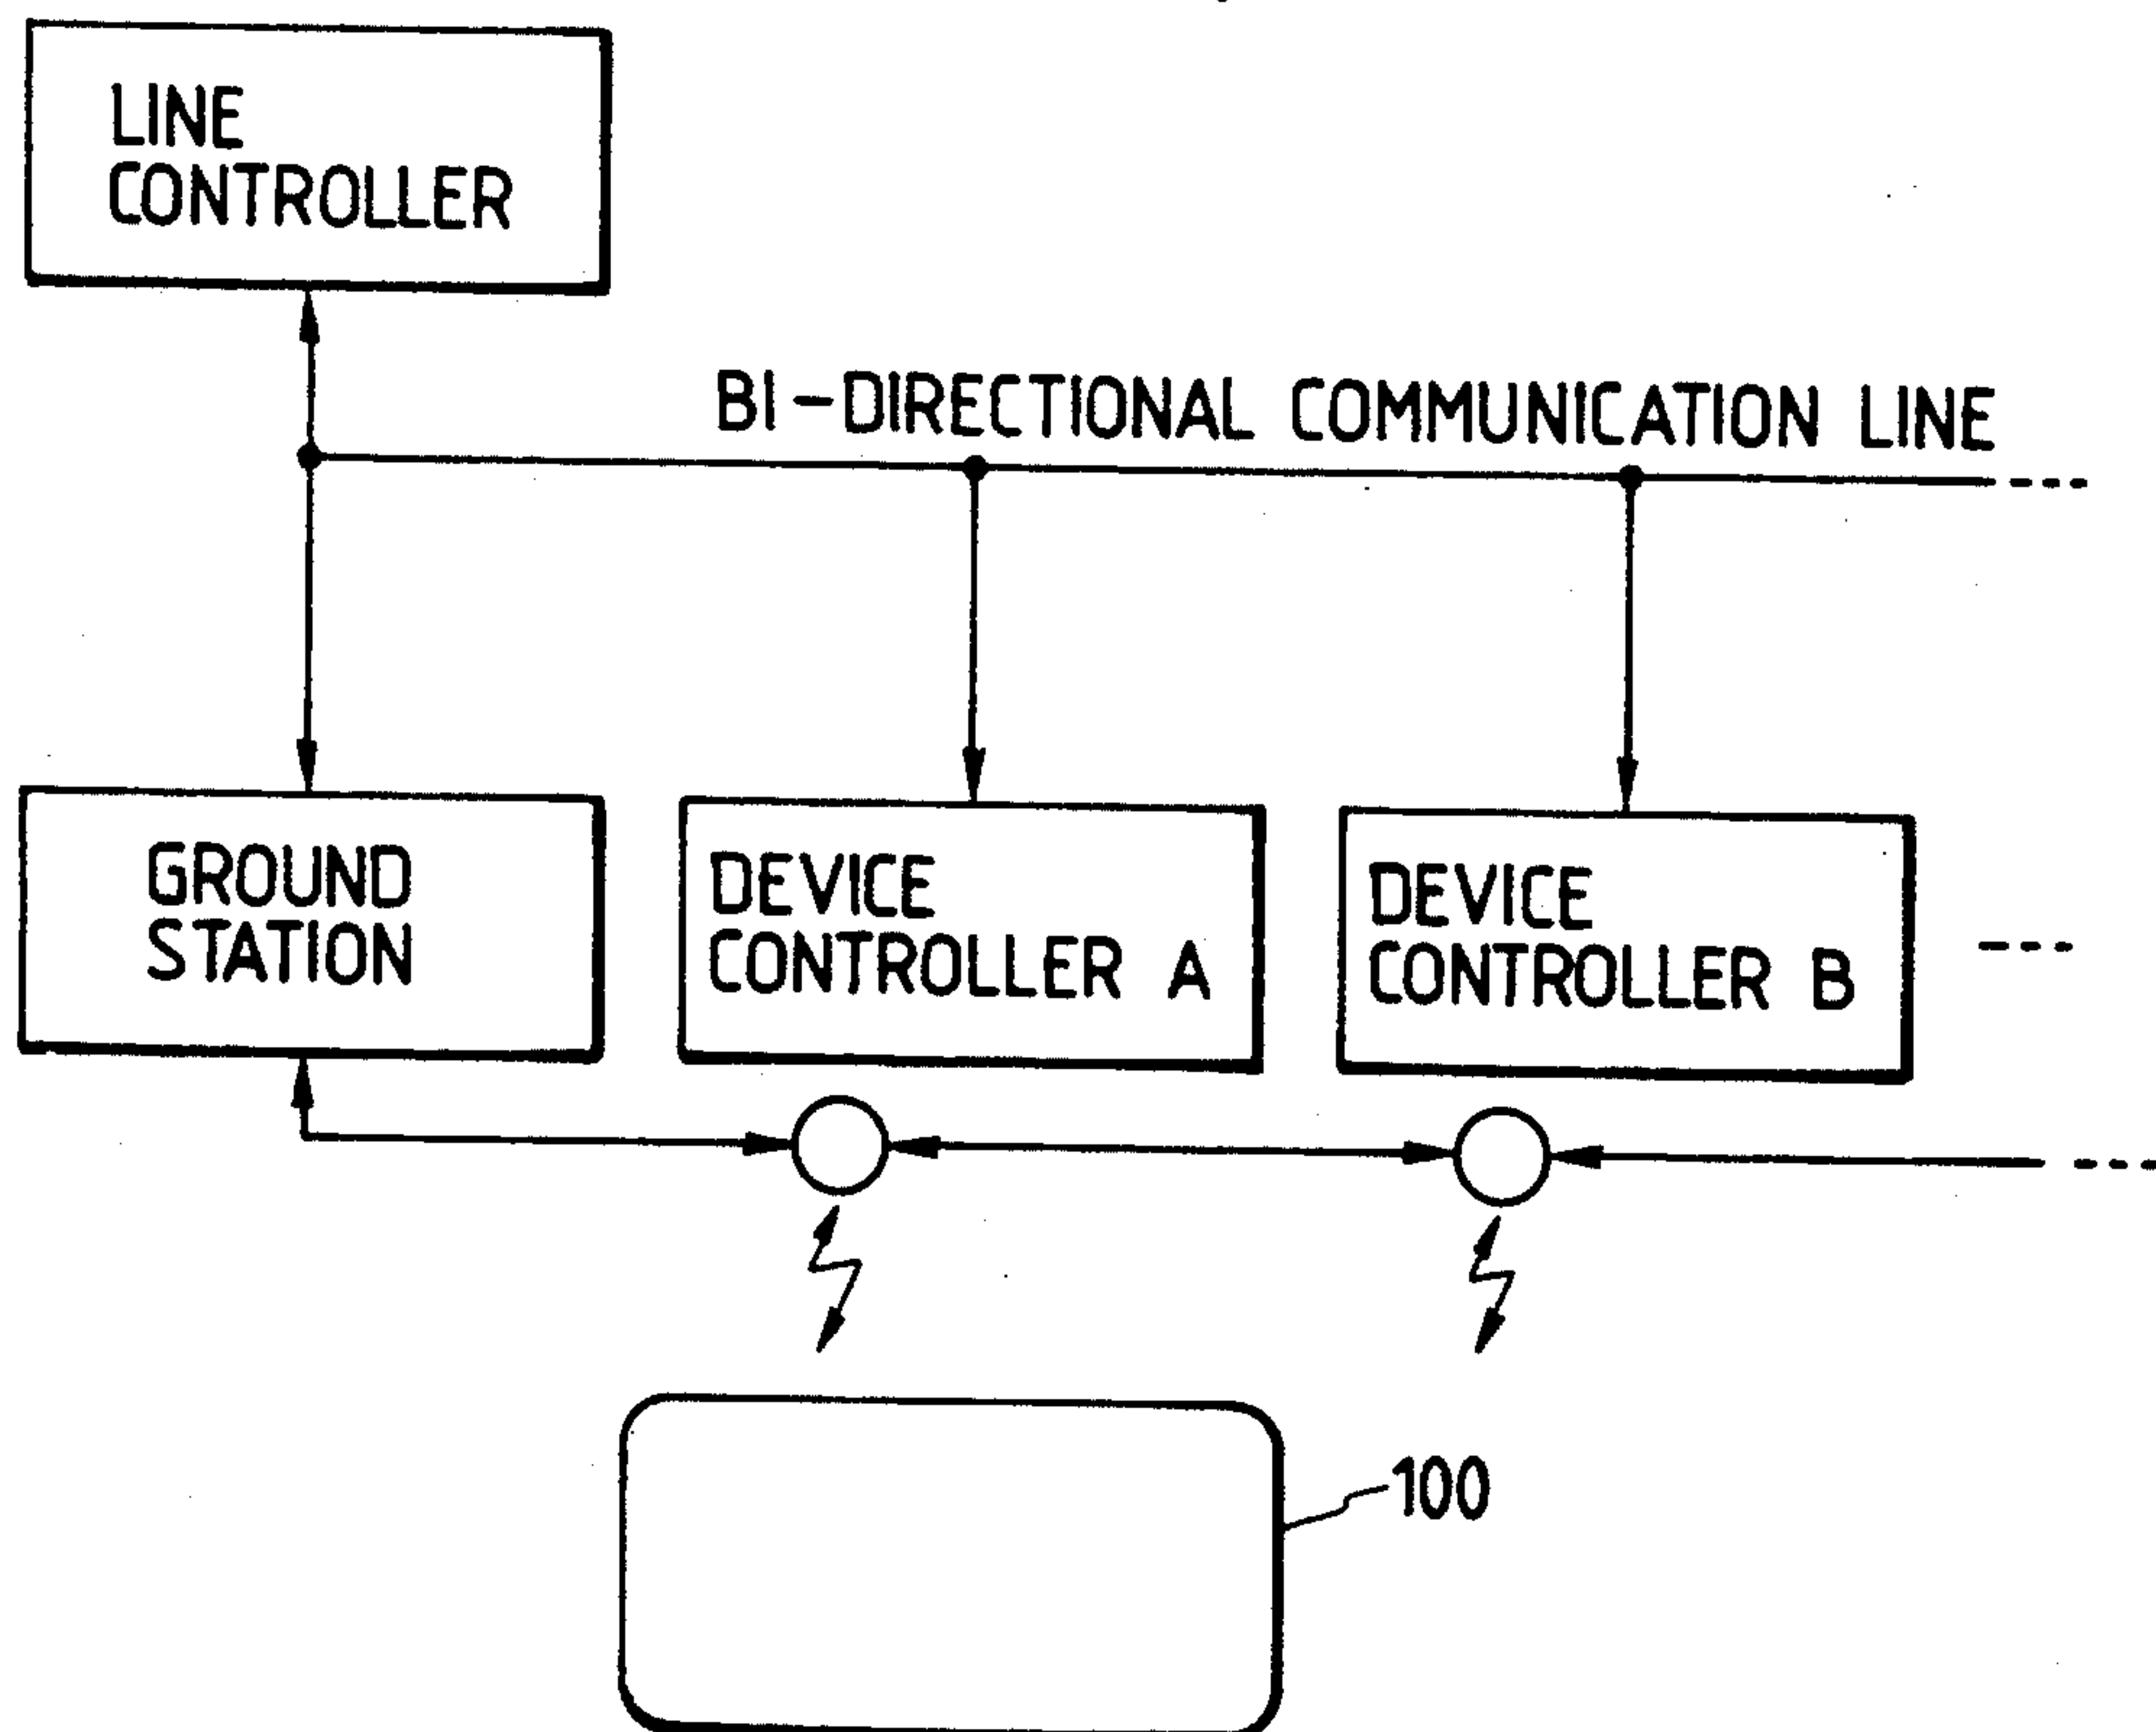 LINE
CONTROLLER
BI-DIRECTIONAL COMMUNICATION LINE
GROUND
STATION
DEVICE
CONTROLLER A
DEVICE
CONTROLLER B
100